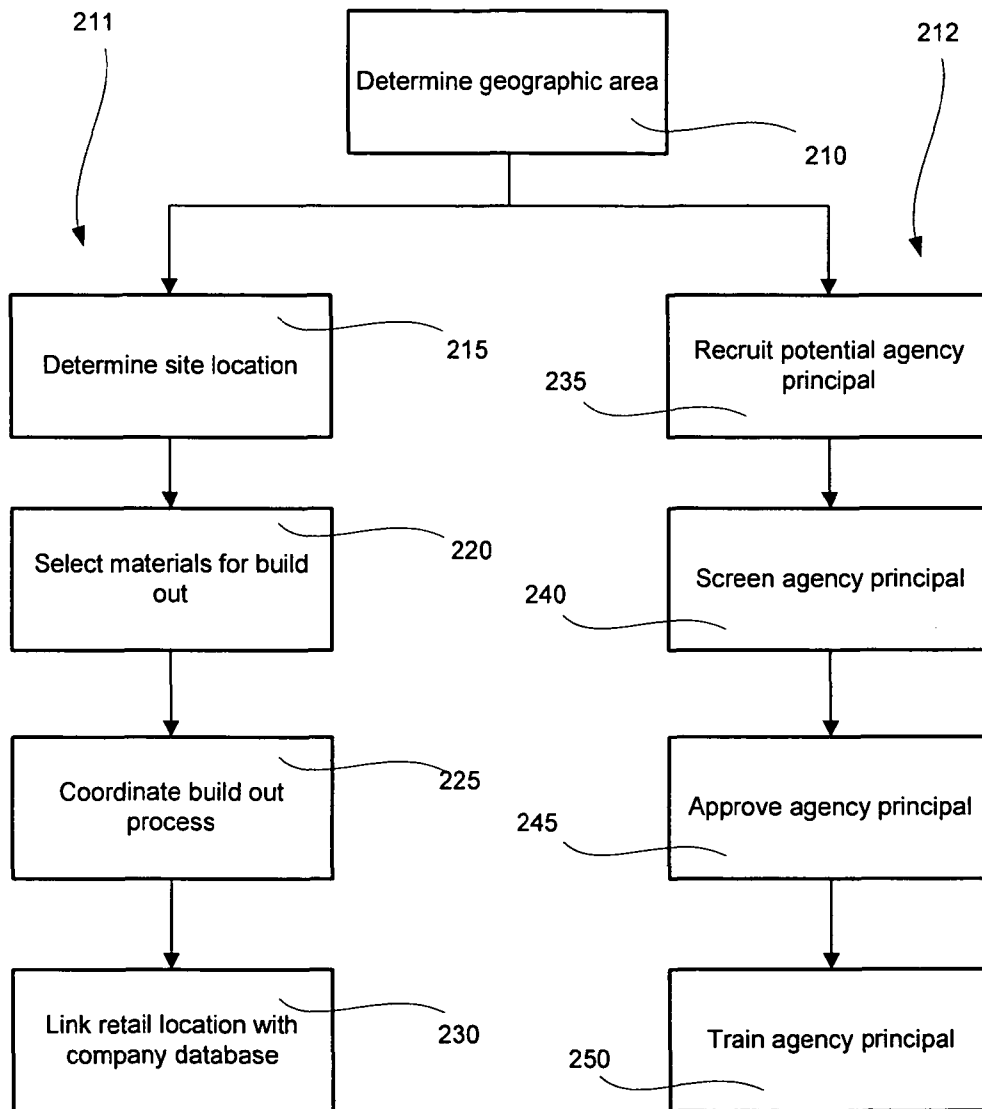 211
212
Determine geographic area
210
Determine site location
215
Recruit potential agency
principal
235
Select materials for build
out
220
Screen agency principal
240
Coordinate build out
process
225
Approve agency principal
245
Link retail location with
company database
230
Train agency principal
250